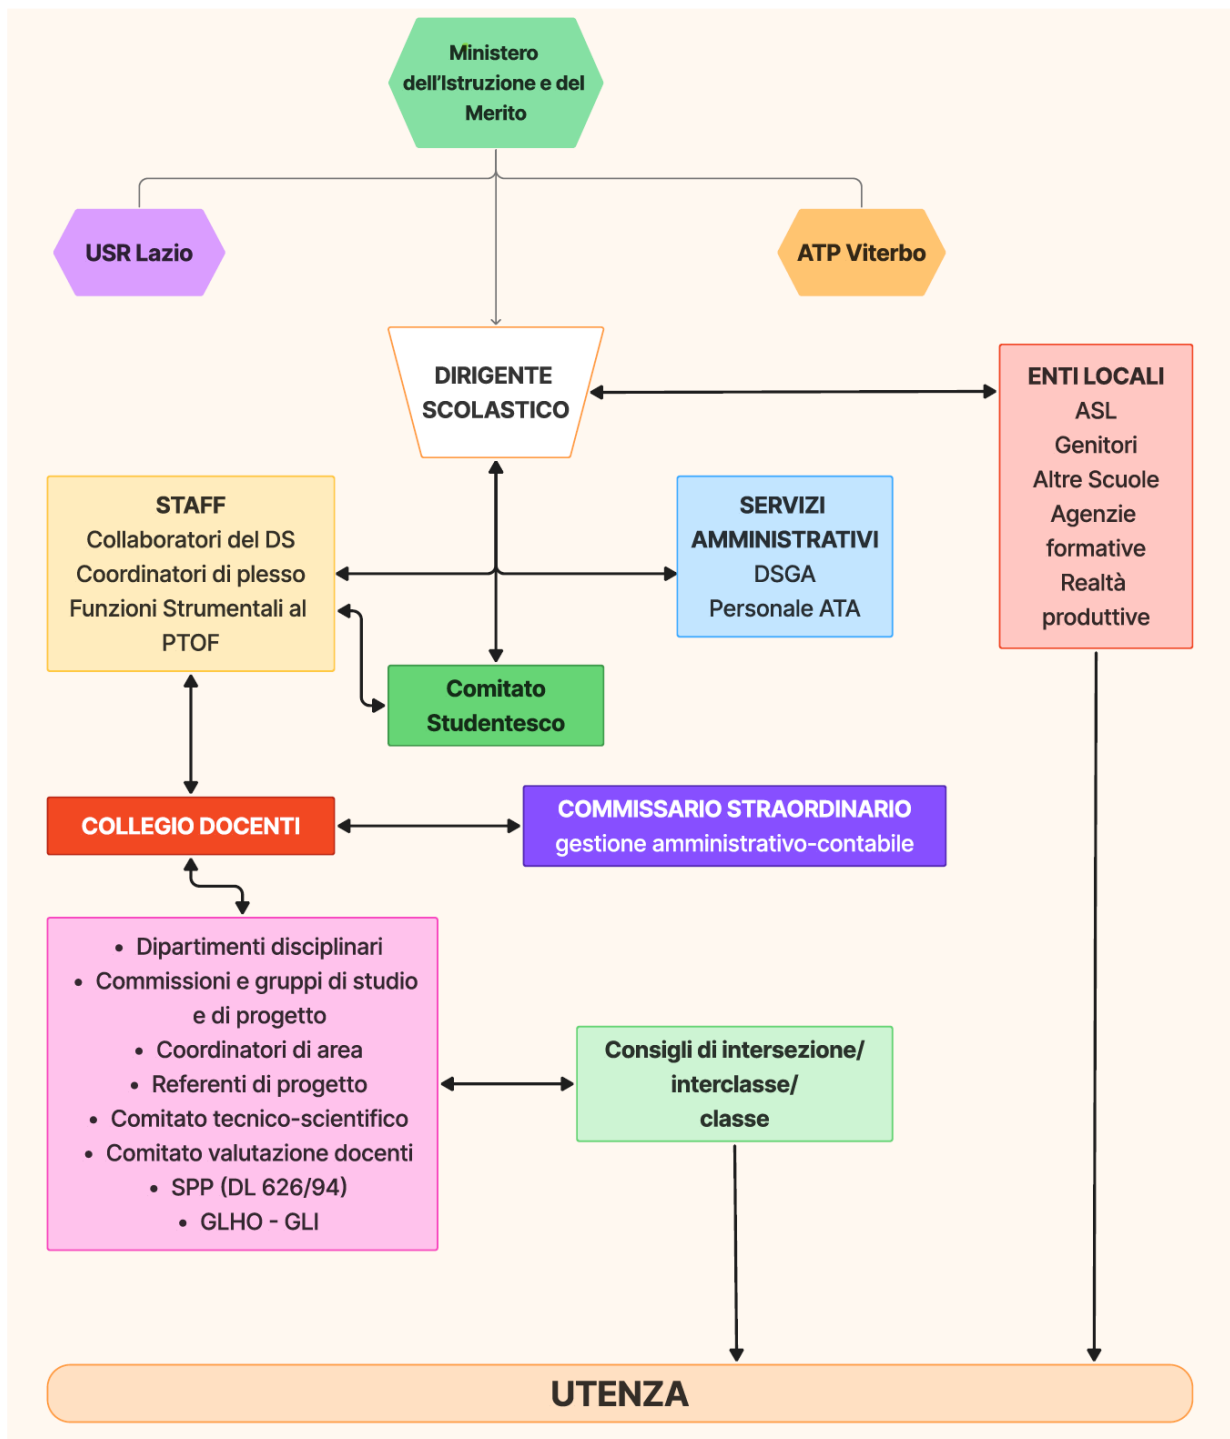 Ministero
dell'Istruzione e del
Merito
USR Lazio
ATP Viterbo
DIRIGENTE
SCOLASTICO
ENTI LOCALI
ASL
Genitori
Altre Scuole
Agenzie
formative
Realtà
produttive
STAFF
Collaboratori del DS
Coordinatori di plesso
Funzioni Strumentali al
PTOF
SERVIZI
AMMINISTRATIVI
DSGA
Personale ATA
Comitato
Studentesco
COLLEGIO DOCENTI
COMMISSARIO STRAORDINARIO
gestione amministrativo-contabile
• Dipartimenti disciplinari
• Commissioni e gruppi di studio
e di progetto
• Coordinatori di area
• Referenti di progetto
• Comitato tecnico-scientifico
• Comitato valutazione docenti
• SPP (DL 626/94)
• GLHO - GLI
Consigli di intersezione/
interclasse/
classe
UTENZA